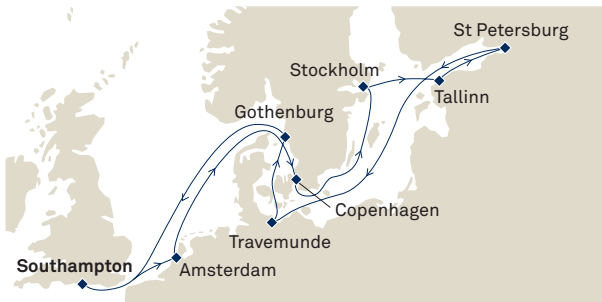 St Petersburg
Stockholm
Tallinn
Gothenburg
Copenhagen
Travemunde
Southampton
Amsterdam